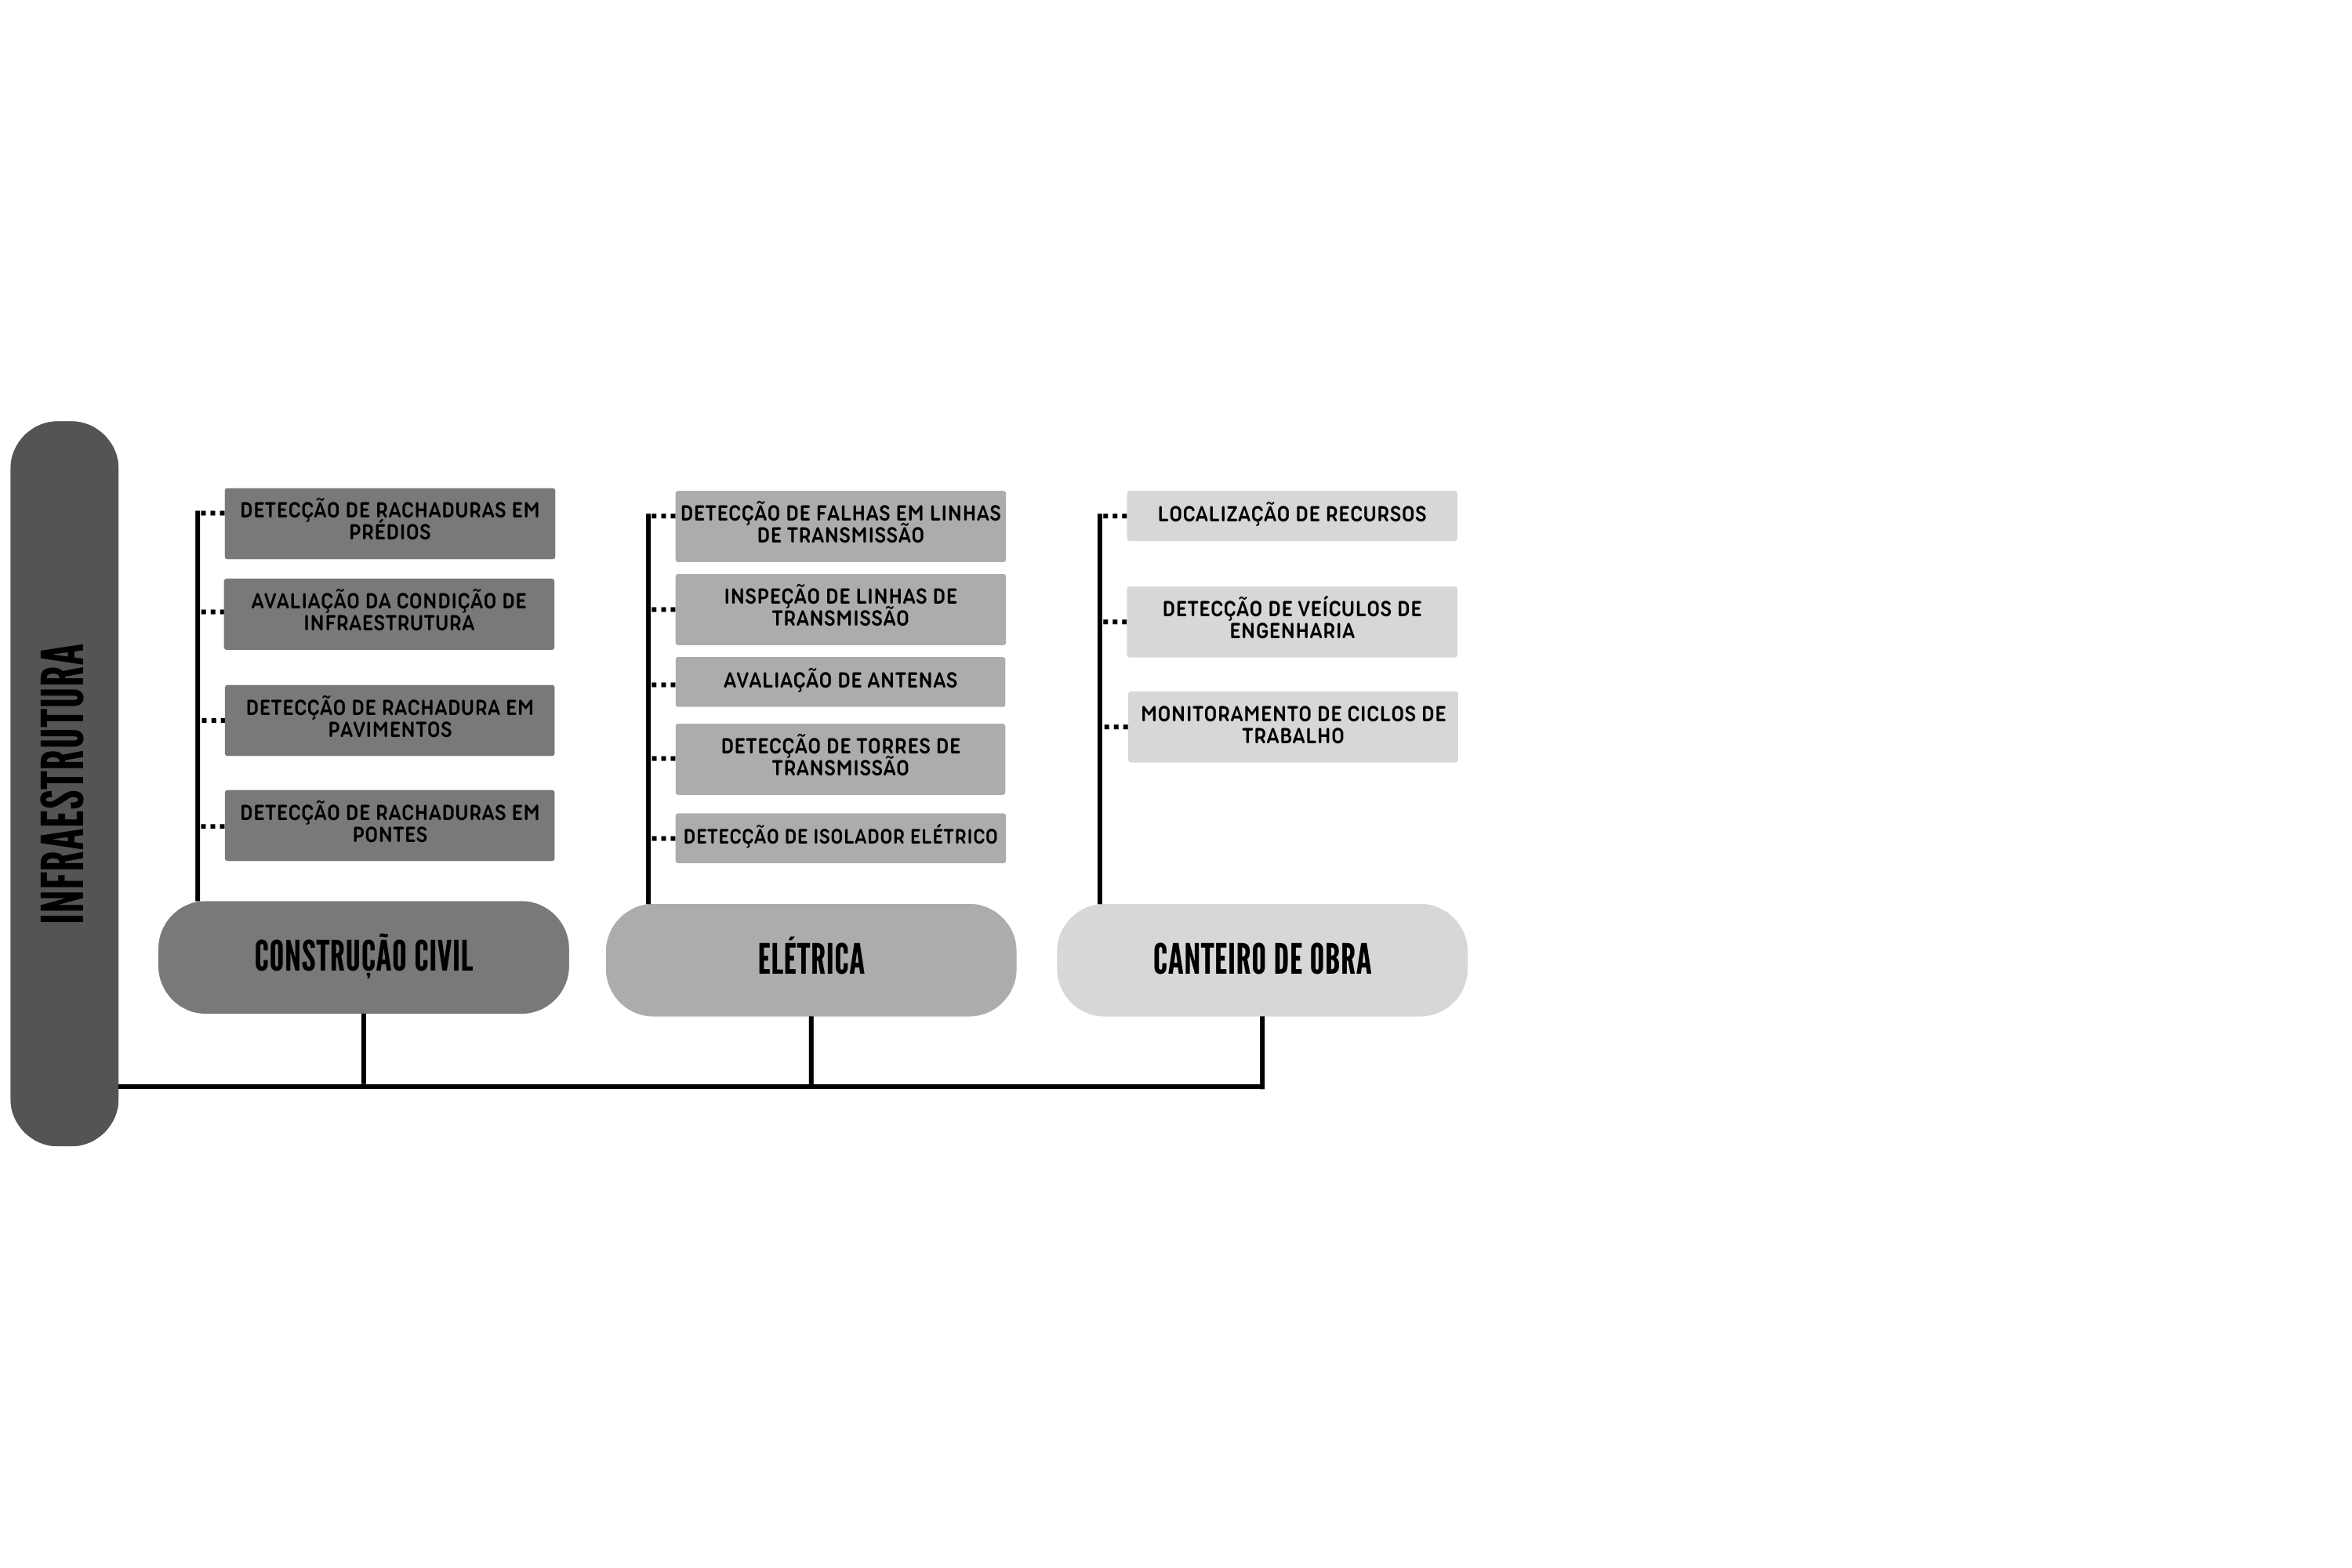 INFRAESTRUTURA
DETECÇÃO DE RACHADURAS EM
PRÉDIOS
AVALIAÇÃO DA CONDIÇÃO DE
INFRAESTRUTURA
DETECÇÃO DE RACHADURA EM
PAVIMENTOS
DETECÇÃO DE RACHADURAS EM
PONTES
CONSTRUÇÃO CIVIL
DETECÇÃO DE FALHAS EM LINHAS
DE TRANSMISSÃO
INSPEÇÃO DE LINHAS DE
TRANSMISSÃO
AVALIAÇÃO DE ANTENAS
DETECÇÃO DE TORRES DE
TRANSMISSÃO
DETECÇÃO DE ISOLADOR ELÉTRICO
ELÉTRICA
LOCALIZAÇÃO DE RECURSOS
DETECÇÃO DE VEÍCULOS DE
ENGENHARIA
MONITORAMENTO DE CICLOS DE
TRABALHO
CANTEIRO DE OBRA